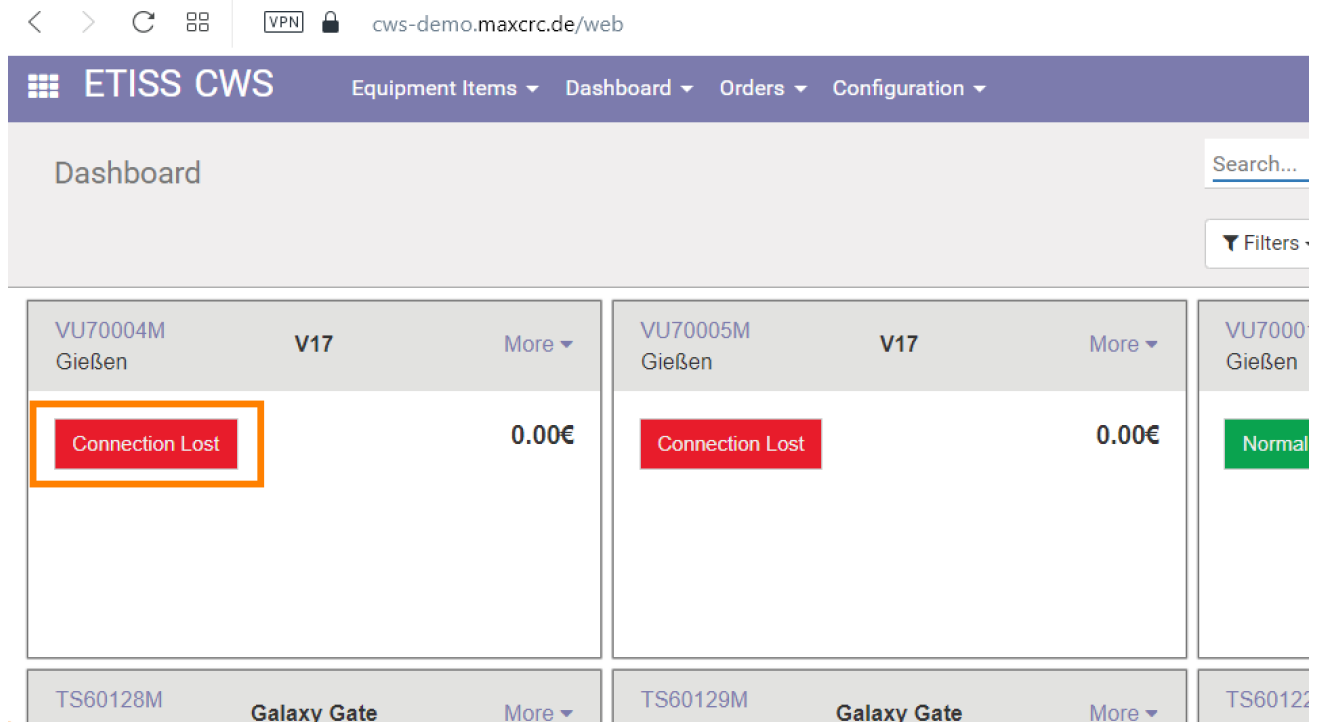 VPN cws-demo.maxcrc.de/web
ETISS CWS Equipment Items Dashboard Orders Configuration
Dashboard
Search...
Filters
VU70004M V17 More
Gießen
Connection Lost 0.00€
VU70005M V17 More
Gießen
Connection Lost 0.00€
Gießen
Normal
TS60128M Galaxy Gate More
TS60129M Galaxy Gate More